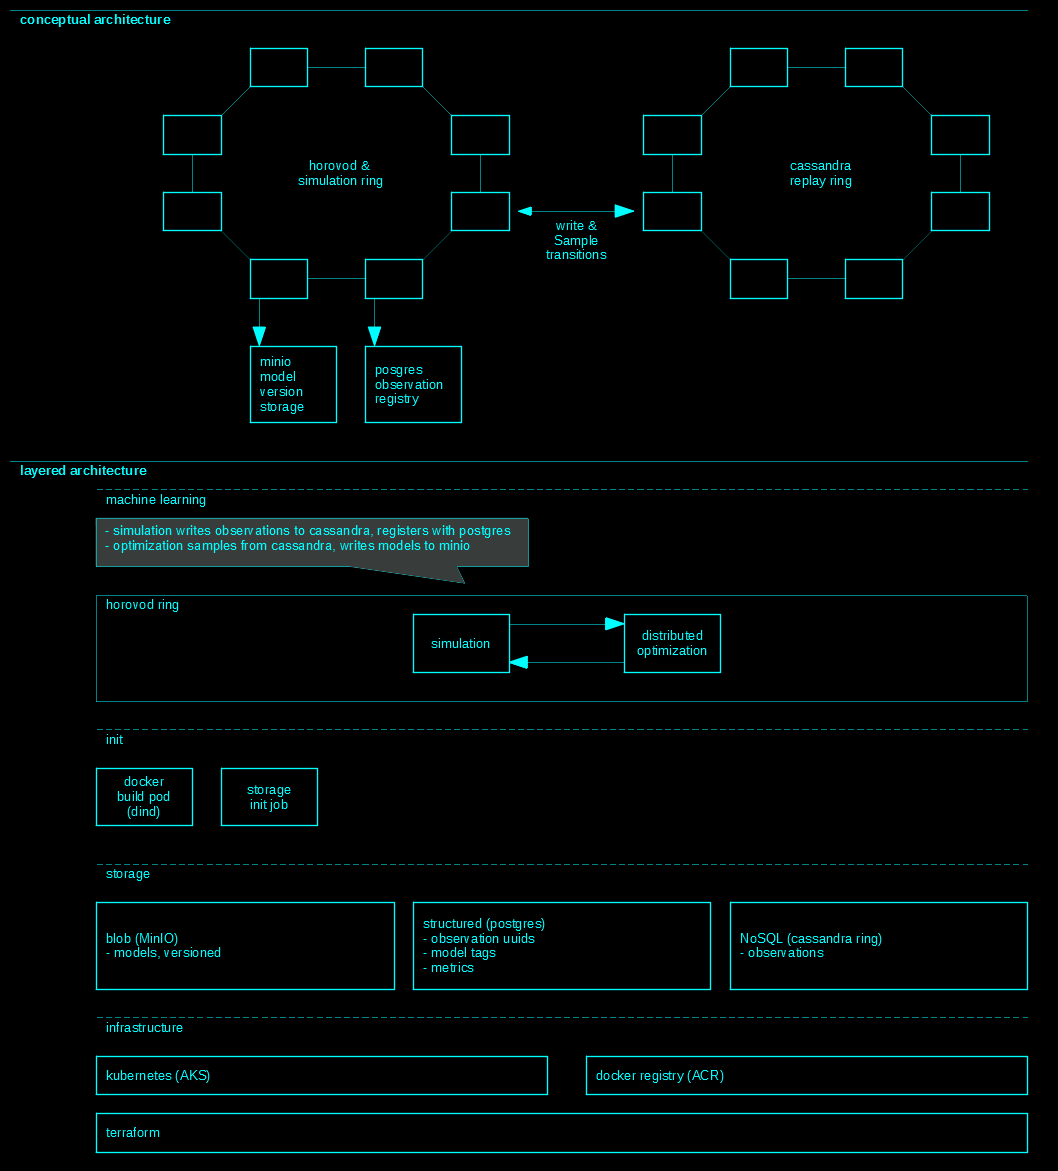 conceptual architecture
horovod &
simulation ring
cassandra
replay ring
write &
Sample
transitions
minio
model
version
storage
posgres
observation
registry
layered architecture
machine learning
- simulation writes observations to cassandra, registers with postgres
- optimization samples from cassandra, writes models to minio
horovod ring
simulation
distributed
optimization
init
docker
build pod
(dind)
storage
init job
storage
blob (MinIO)
- models, versioned
structured (postgres)
- observation uuids
- model tags
- metrics
NoSQL (cassandra ring)
- observations
infrastructure
kubernetes (AKS)
docker registry (ACR)
terraform